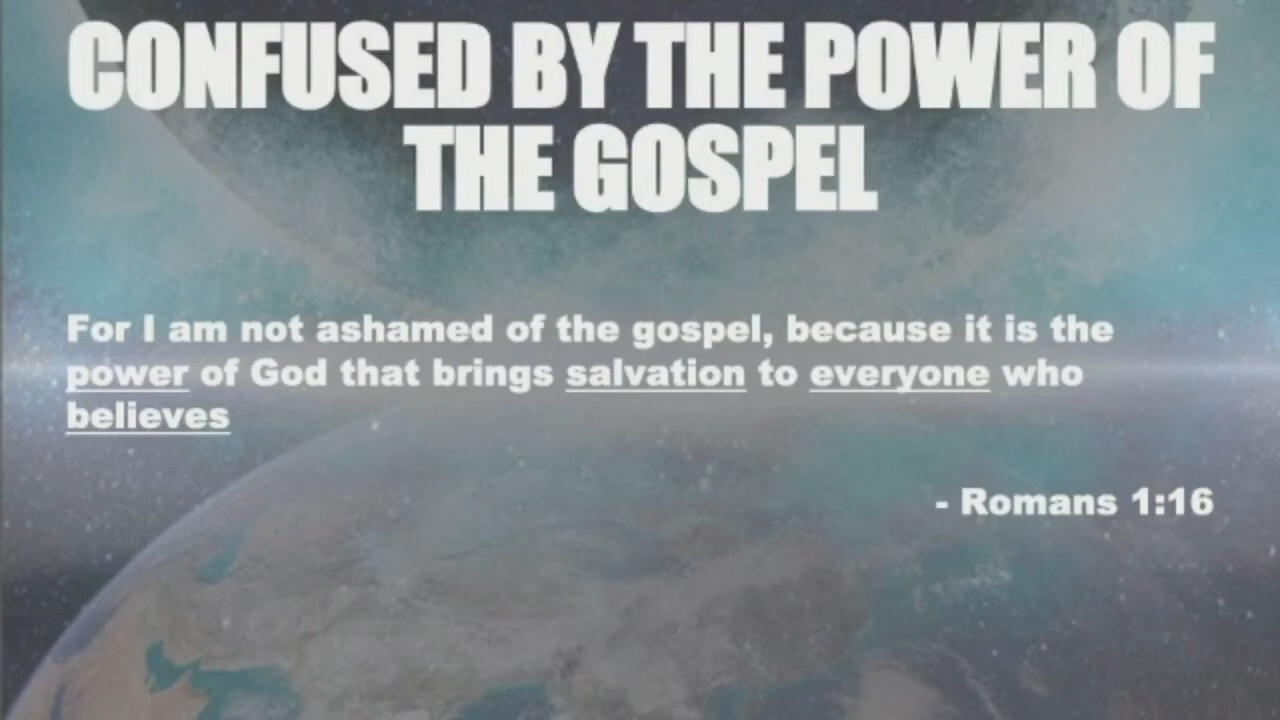 CONFUSED BY THE POWER OF
THE GOSPEL
For I am not ashamed of the gospel, because it is the
power of God that brings salvation to everyone who
believes
- Romans 1:16